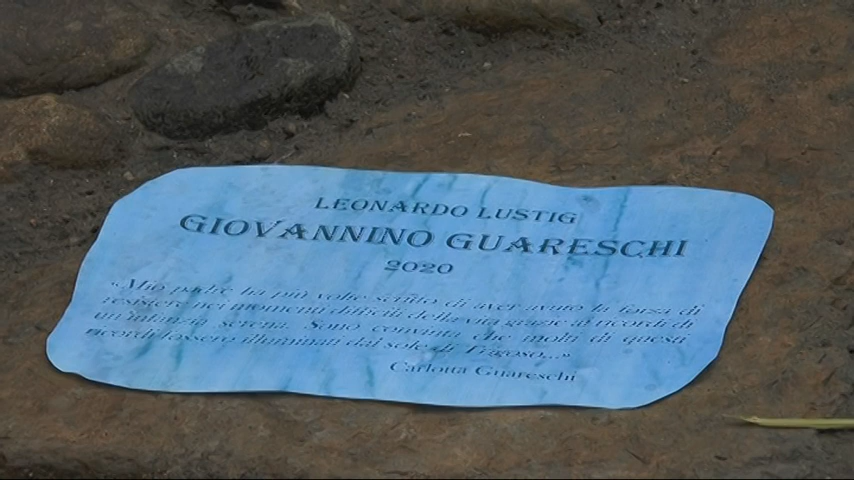 LEONARDO LUSTIG
GIOVANNINO GUARESCHI
2020
«Mio padre ha più volte scritto di aver avuto la forza di
resistere nei momenti difficili della vita grazie ai ricordi di
un'infanzia serena. Sono convinta che molti di questi
ricordi fossero illuminati dal sole di Fragoso...»
Carlotta Guareschi